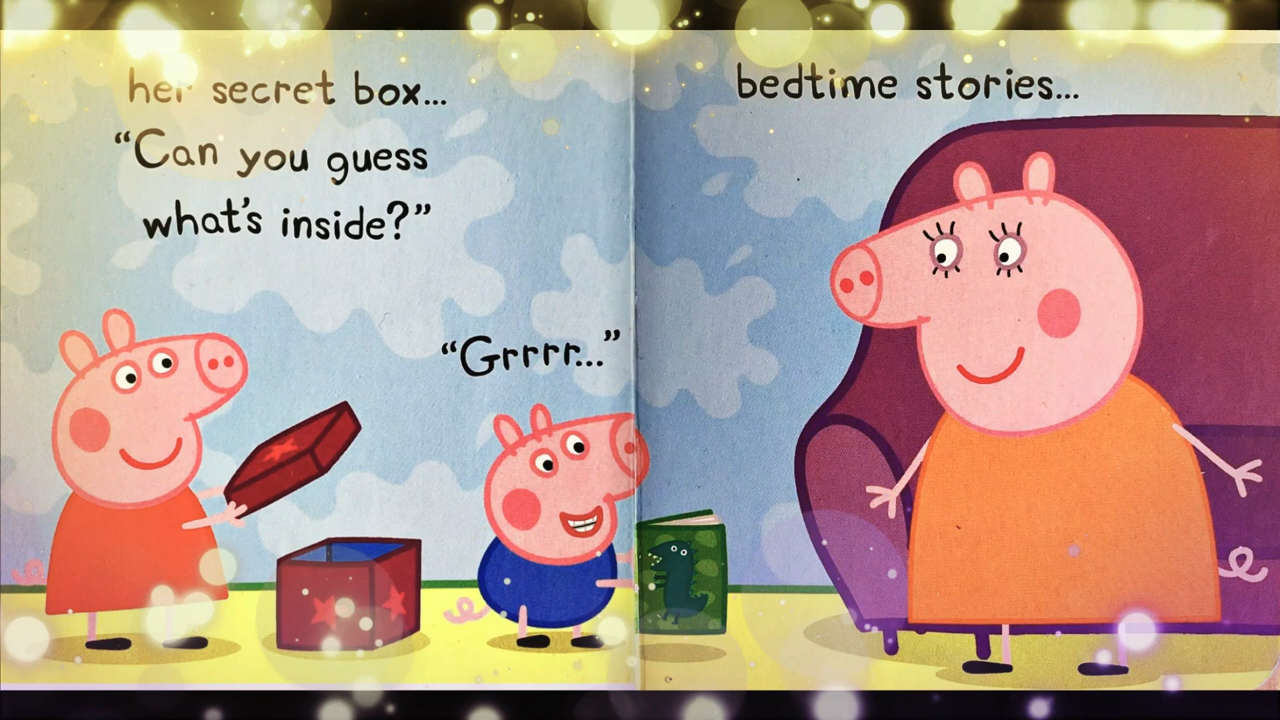 her secret box...
“Can you guess
what's inside?”
“Grrrr...”
bedtime stories...